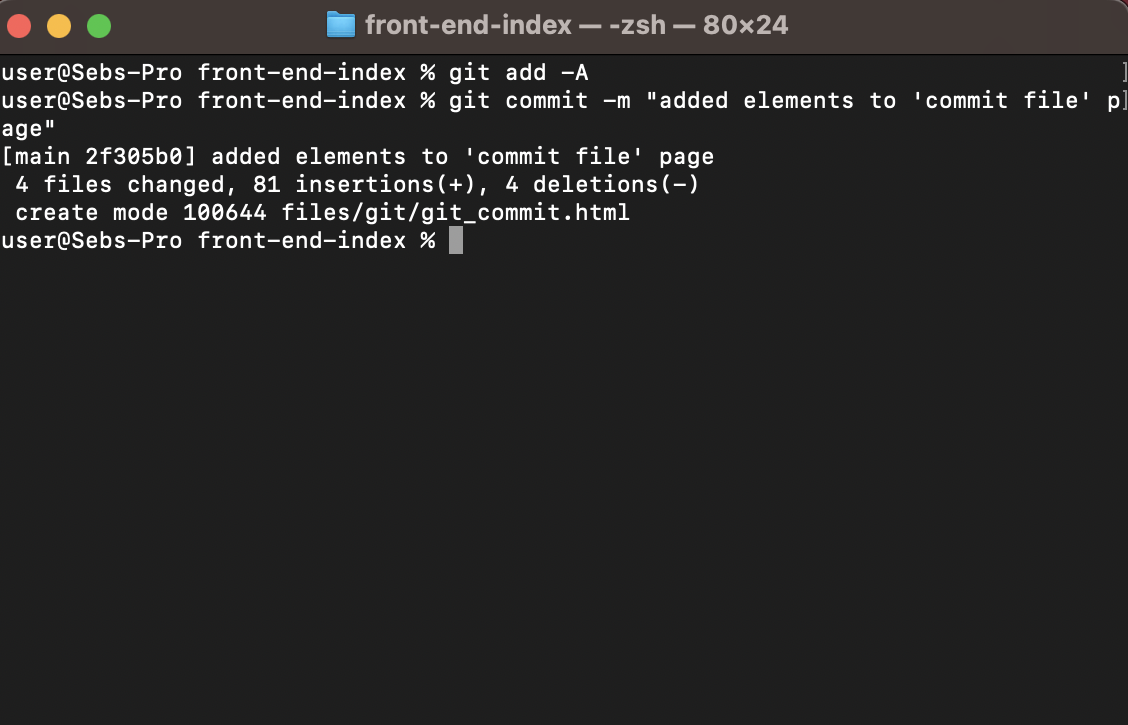 front-end-index — -zsh — 80×24
user@Sebs-Pro front-end-index % git add -A
user@Sebs-Pro front-end-index % git commit -m "added elements to 'commit file' p
age"
[main 2f305b0] added elements to 'commit file' page
 4 files changed, 81 insertions(+), 4 deletions(-)
 create mode 100644 files/git/git_commit.html
user@Sebs-Pro front-end-index %